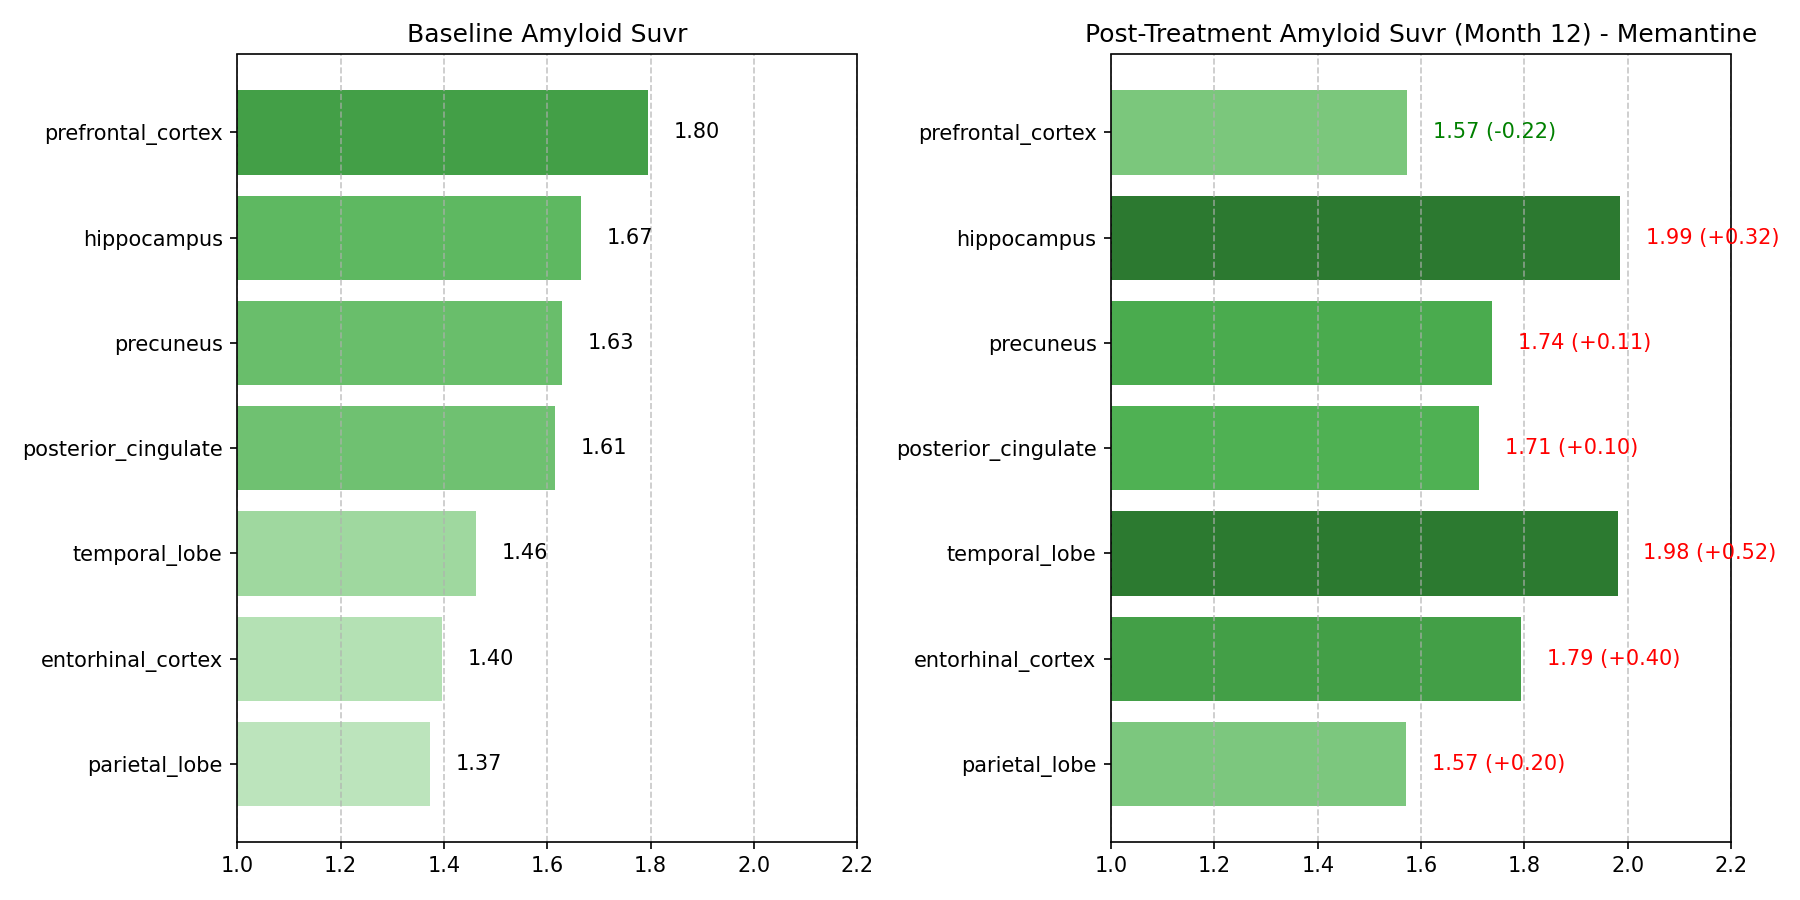 Baseline Amyloid Suvr
prefrontal_cortex
1.80
hippocampus
1.67
precuneus
1.63
posterior_cingulate
1.61
temporal_lobe
1.46
entorhinal_cortex
1.40
parietal_lobe
1.37
1.0 1.2 1.4 1.6 1.8 2.0 2.2
Post-Treatment Amyloid Suvr (Month 12) - Memantine
prefrontal_cortex
1.57 (-0.22)
hippocampus
1.99 (+0.32)
precuneus
1.74 (+0.11)
posterior_cingulate
1.71 (+0.10)
temporal_lobe
1.98 (+0.52)
entorhinal_cortex
1.79 (+0.40)
parietal_lobe
1.57 (+0.20)
1.0 1.2 1.4 1.6 1.8 2.0 2.2